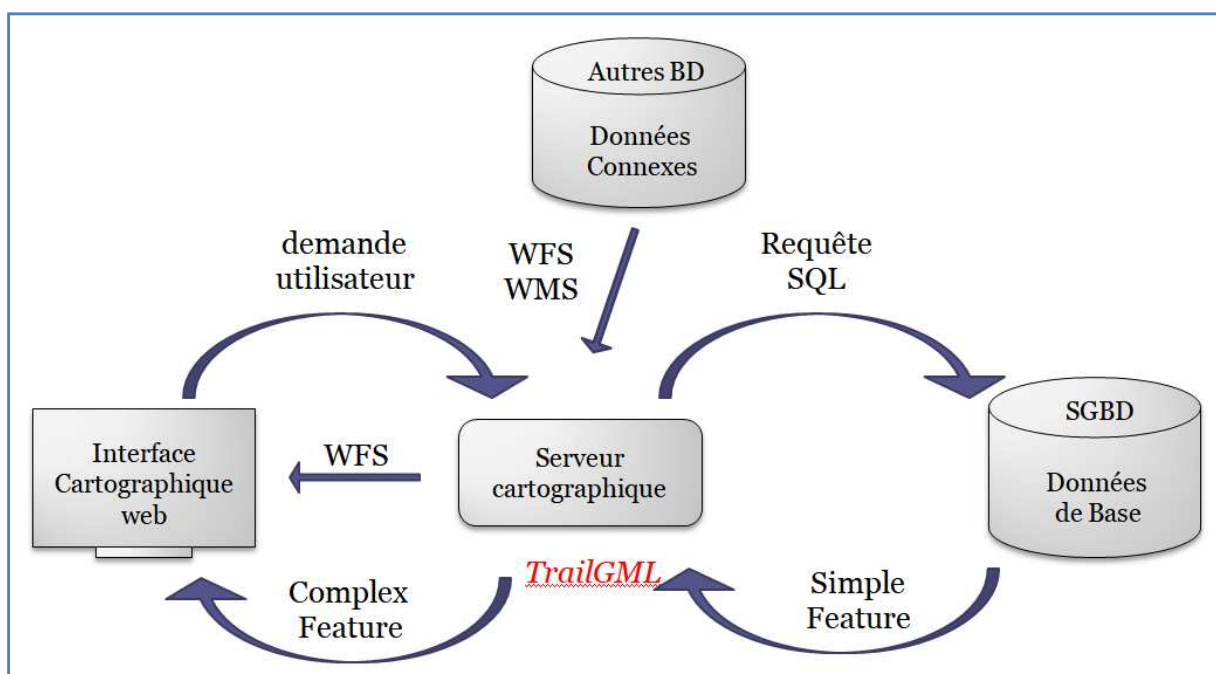 Autres BD
Données
Connexes
demande
utilisateur
WFS
WMS
Requête
SQL
Interface
Cartographique
web
WFS
Serveur
cartographique
SGBD
Données
de Base
TrailGML
Complex
Feature
Simple
Feature